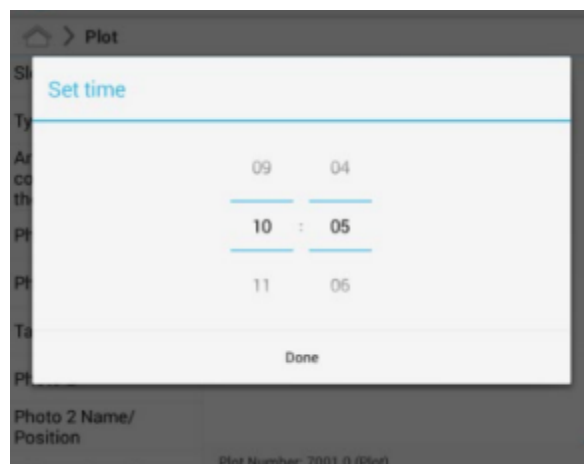 > Plot
Set time
09 04
10 : 05
11 06
Done
Photo 2 Name/
Position
Plot Number: 7001.0 (Plot)